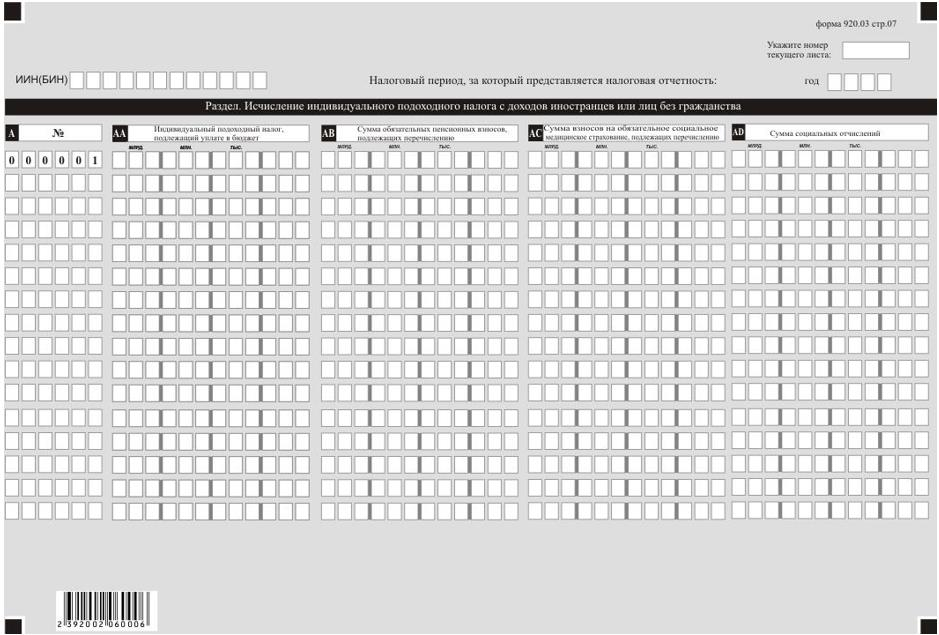 форма 920.03 стр.07
Укажите номер
текущего листа:
ИИН(БИН)
Налоговый период, за который представляется налоговая отчетность:
год
Раздел. Исчисление индивидуального подоходного налога с доходов иностранцев или лиц без гражданства
A №
AA Индивидуальный подоходный налог,
подлежащий уплате в бюджет
AB Сумма обязательных пенсионных взносов,
подлежащих перечислению
AC Сумма взносов на обязательное социальное
медицинское страхование, подлежащих перечислению
AD Сумма социальных отчислений
млрд. млн. тыс.
млрд. млн. тыс.
млрд. млн. тыс.
млрд. млн. тыс.
0 0 0 0 0 1
2 392002 060006